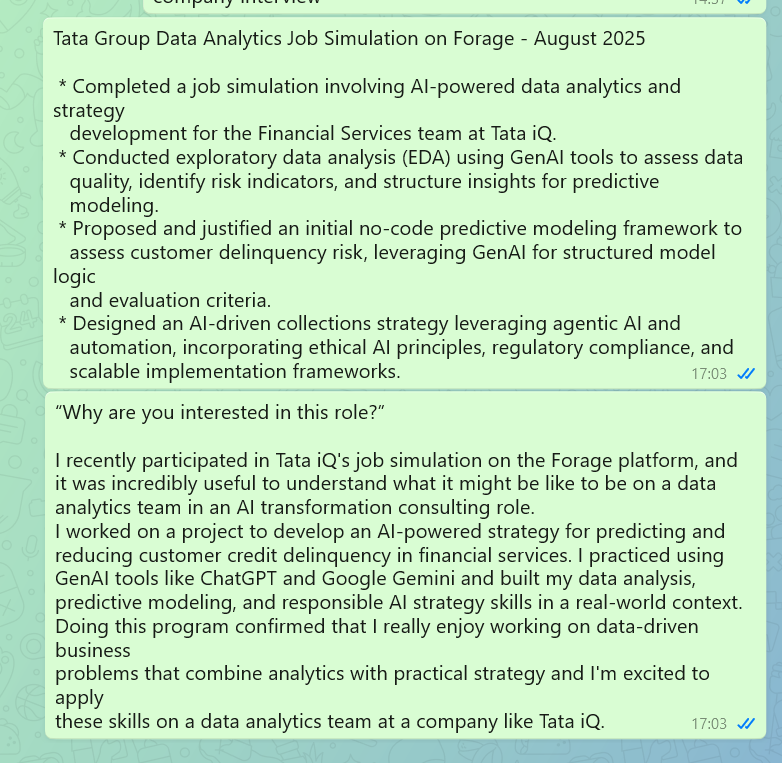 company interview
14:57
Tata Group Data Analytics Job Simulation on Forage - August 2025
* Completed a job simulation involving AI-powered data analytics and
strategy
development for the Financial Services team at Tata iQ.
* Conducted exploratory data analysis (EDA) using GenAI tools to assess data
quality, identify risk indicators, and structure insights for predictive
modeling.
* Proposed and justified an initial no-code predictive modeling framework to
assess customer delinquency risk, leveraging GenAI for structured model
logic
and evaluation criteria.
* Designed an AI-driven collections strategy leveraging agentic AI and
automation, incorporating ethical AI principles, regulatory compliance, and
scalable implementation frameworks.
17:03
“Why are you interested in this role?”
I recently participated in Tata iQ's job simulation on the Forage platform, and
it was incredibly useful to understand what it might be like to be on a data
analytics team in an AI transformation consulting role.
I worked on a project to develop an AI-powered strategy for predicting and
reducing customer credit delinquency in financial services. I practiced using
GenAI tools like ChatGPT and Google Gemini and built my data analysis,
predictive modeling, and responsible AI strategy skills in a real-world context.
Doing this program confirmed that I really enjoy working on data-driven
business
problems that combine analytics with practical strategy and I'm excited to
apply
these skills on a data analytics team at a company like Tata iQ.
17:03